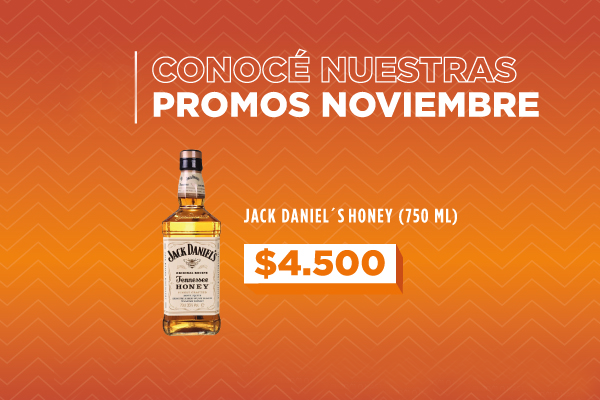 CONOCÉ NUESTRAS
PROMOS NOVIEMBRE
JACK DANIEL´S HONEY (750 ML)
$4.500
JACK DANIEL'S
Tennessee
HONEY